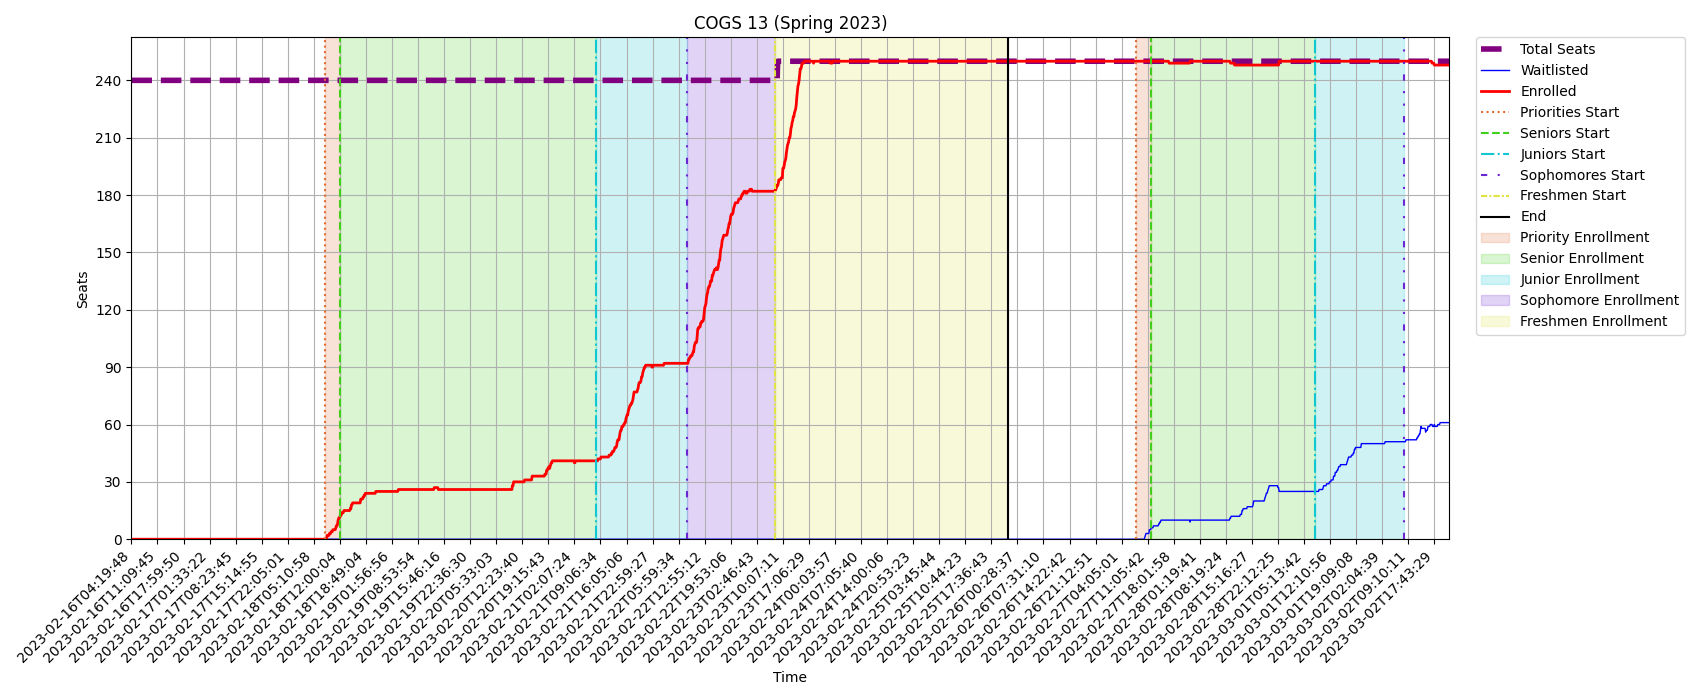 COGS 13 (Spring 2023)
Seats
240
210
180
150
120
90
60
30
0
2023-02-16T04:19:48
2023-02-16T11:09:45
2023-02-16T17:59:50
2023-02-17T01:33:22
2023-02-17T08:23:45
2023-02-17T15:14:55
2023-02-17T22:05:01
2023-02-18T05:10:58
2023-02-18T12:00:04
2023-02-18T18:49:04
2023-02-19T01:56:56
2023-02-19T08:53:54
2023-02-19T15:46:16
2023-02-19T22:36:30
2023-02-20T05:33:03
2023-02-20T12:23:40
2023-02-20T19:15:43
2023-02-21T02:07:24
2023-02-21T09:06:34
2023-02-21T16:05:06
2023-02-21T22:59:27
2023-02-22T05:59:34
2023-02-22T12:55:12
2023-02-22T19:53:06
2023-02-23T02:46:43
2023-02-23T10:07:11
2023-02-23T17:06:29
2023-02-24T00:03:57
2023-02-24T07:05:40
2023-02-24T14:00:06
2023-02-24T20:53:23
2023-02-25T03:45:44
2023-02-25T10:44:23
2023-02-25T17:36:43
2023-02-26T00:28:37
2023-02-26T07:31:10
2023-02-26T14:22:42
2023-02-26T21:12:51
2023-02-27T04:05:01
2023-02-27T11:05:42
2023-02-27T18:01:58
2023-02-28T01:19:41
2023-02-28T08:19:24
2023-02-28T15:16:27
2023-02-28T22:12:25
2023-03-01T05:13:42
2023-03-01T12:10:56
2023-03-01T19:09:08
2023-03-02T02:04:39
2023-03-02T09:10:11
2023-03-02T17:43:29
Time
Total Seats
Waitlisted
Enrolled
Priorities Start
Seniors Start
Juniors Start
Sophomores Start
Freshmen Start
End
Priority Enrollment
Senior Enrollment
Junior Enrollment
Sophomore Enrollment
Freshmen Enrollment